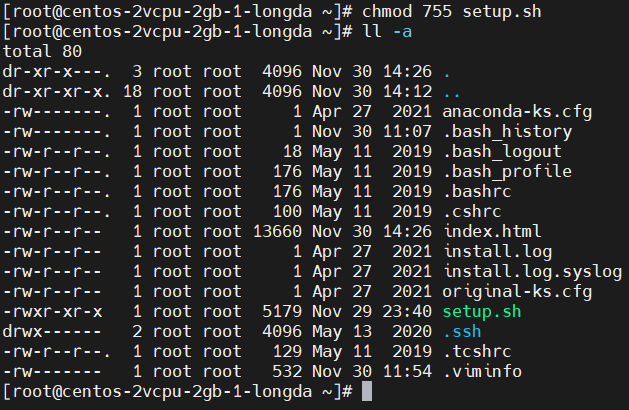 [root@centos-2vcpu-2gb-1-longda ~]# chmod 755 setup.sh
[root@centos-2vcpu-2gb-1-longda ~]# ll -a
total 80
dr-xr-x---.  3 root root  4096 Nov 30 14:26 .
dr-xr-xr-x. 18 root root  4096 Nov 30 14:12 ..
-rw-------.  1 root root     1 Apr 27  2021 anaconda-ks.cfg
-rw-------.  1 root root     1 Nov 30 11:07 .bash_history
-rw-r--r--.  1 root root    18 May 11  2019 .bash_logout
-rw-r--r--.  1 root root   176 May 11  2019 .bash_profile
-rw-r--r--.  1 root root   176 May 11  2019 .bashrc
-rw-r--r--.  1 root root   100 May 11  2019 .cshrc
-rw-r--r--   1 root root 13660 Nov 30 14:26 index.html
-rw-r--r--   1 root root     1 Apr 27  2021 install.log
-rw-r--r--   1 root root     1 Apr 27  2021 install.log.syslog
-rw-r--r--   1 root root     1 Apr 27  2021 original-ks.cfg
-rwxr-xr-x   1 root root  5179 Nov 29 23:40 setup.sh
drwx------   2 root root  4096 May 13  2020 .ssh
-rw-r--r--.  1 root root   129 May 11  2019 .tcshrc
-rw-------   1 root root   532 Nov 30 11:54 .viminfo
[root@centos-2vcpu-2gb-1-longda ~]#